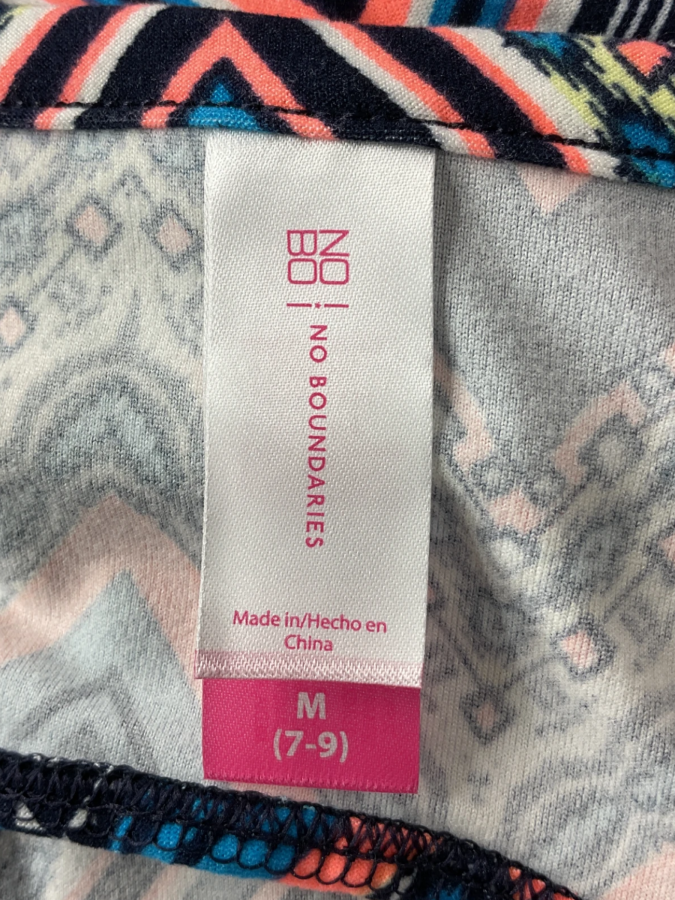 NO
BO
NO BOUNDARIES
Made in/Hecho en
China
M
(7-9)